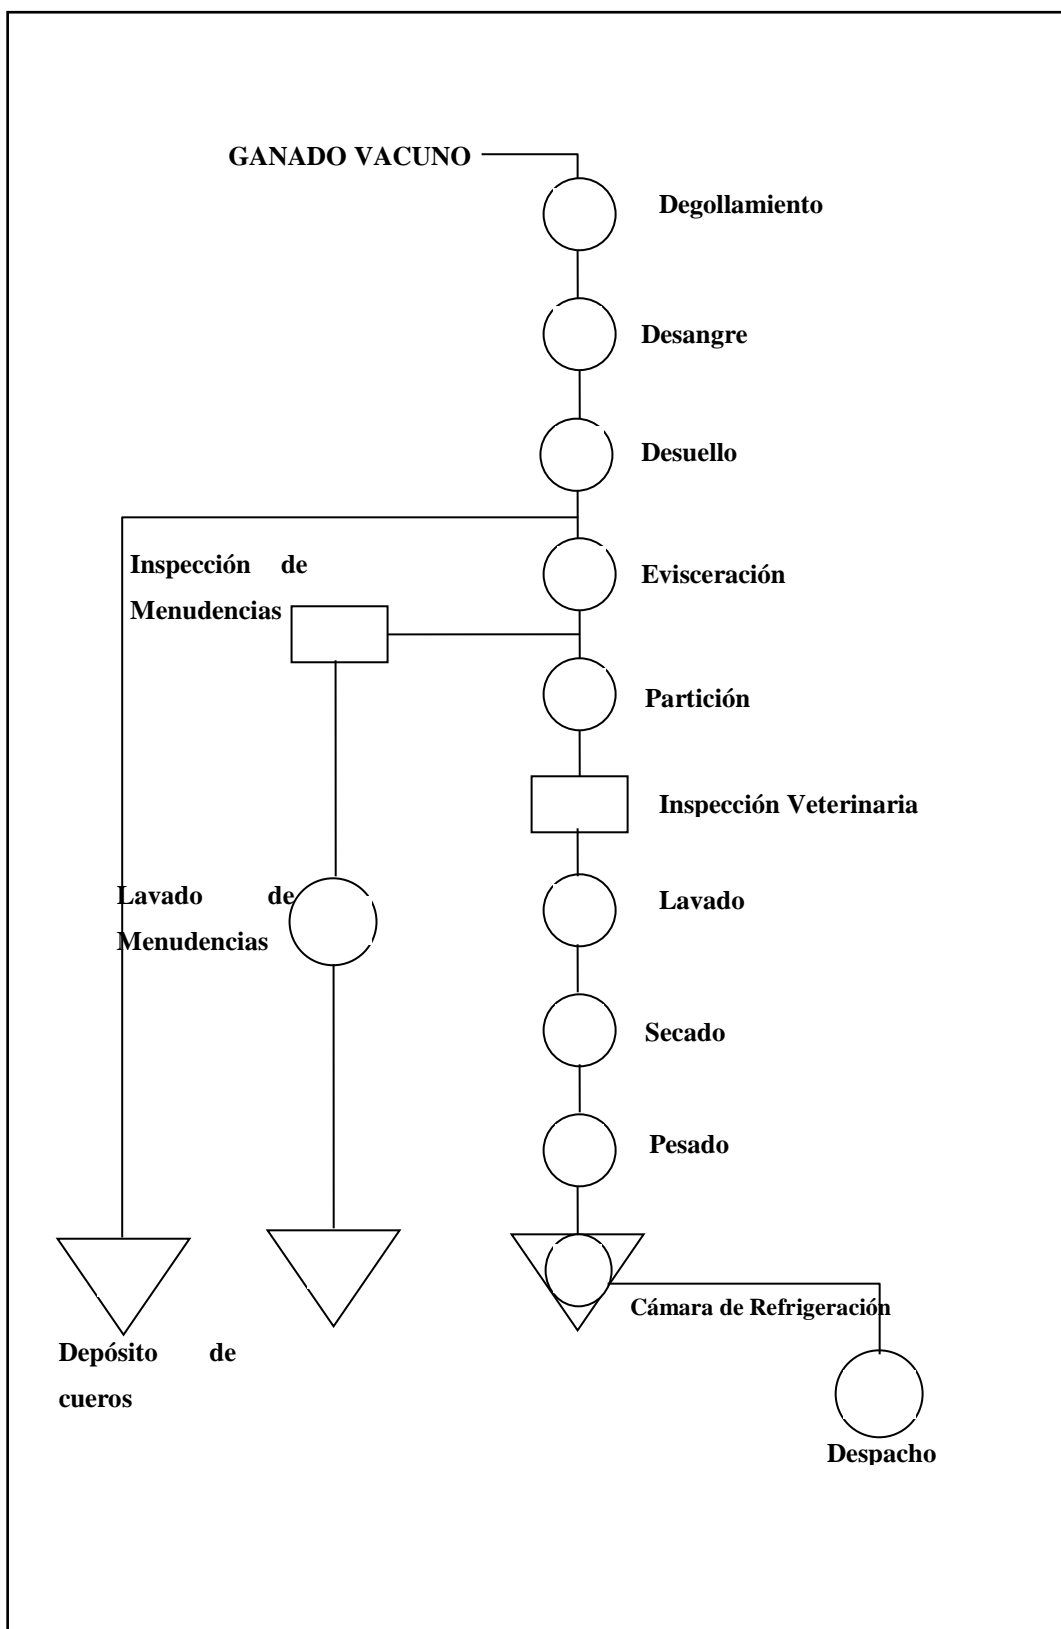 GANADO VACUNO
Degollamiento
Desangre
Desuello
Inspección de
Menudencias
Evisceración
Partición
Inspección Veterinaria
Lavado de
Menudencias
Lavado
Secado
Pesado
Cámara de Refrigeración
Depósito de
cueros
Despacho